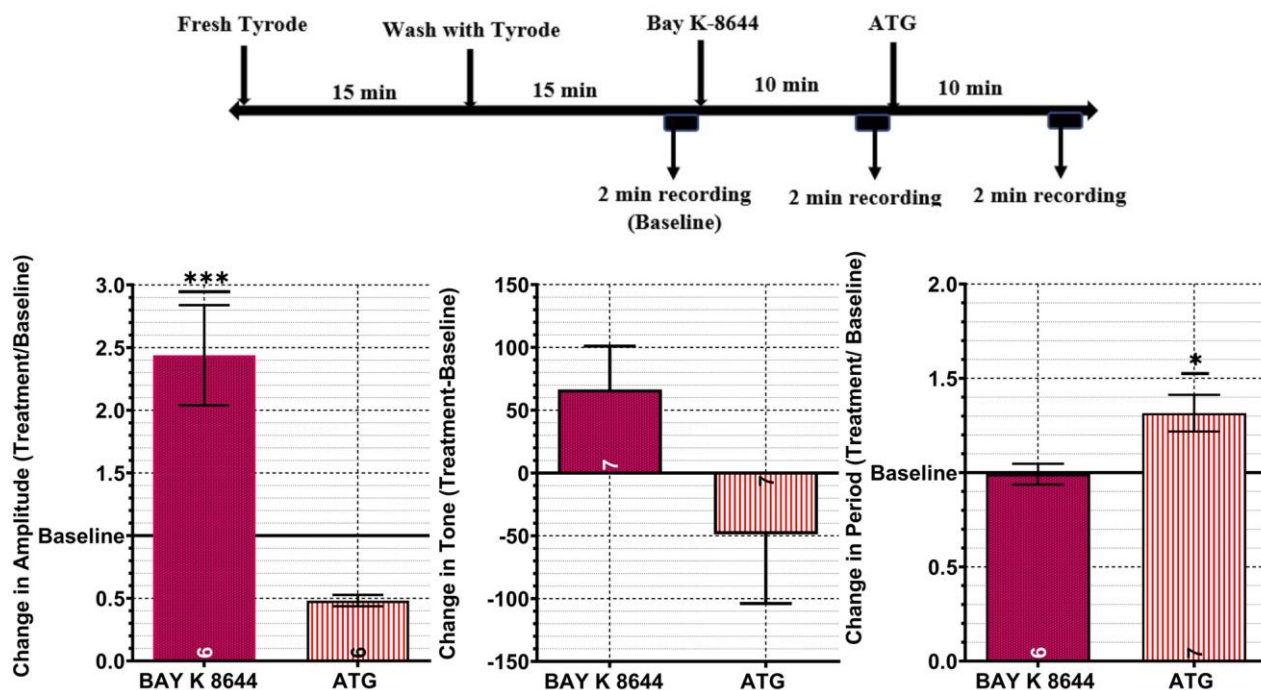 Fresh Tyrode
Wash with Tyrode
Bay K-8644
ATG
15 min
15 min
10 min
10 min
2 min recording
(Baseline)
2 min recording
2 min recording
Change in Amplitude (Treatment/Baseline)
3.0
2.5
2.0
1.5
Baseline
0.5
0.0
***
6
6
BAY K 8644
ATG
Change in Tone (Treatment-Baseline)
150
100
50
0
-50
-100
-150
7
7
BAY K 8644
ATG
Change in Period (Treatment/ Baseline)
2.0
1.5
Baseline
0.5
0.0
*
6
7
BAY K 8644
ATG